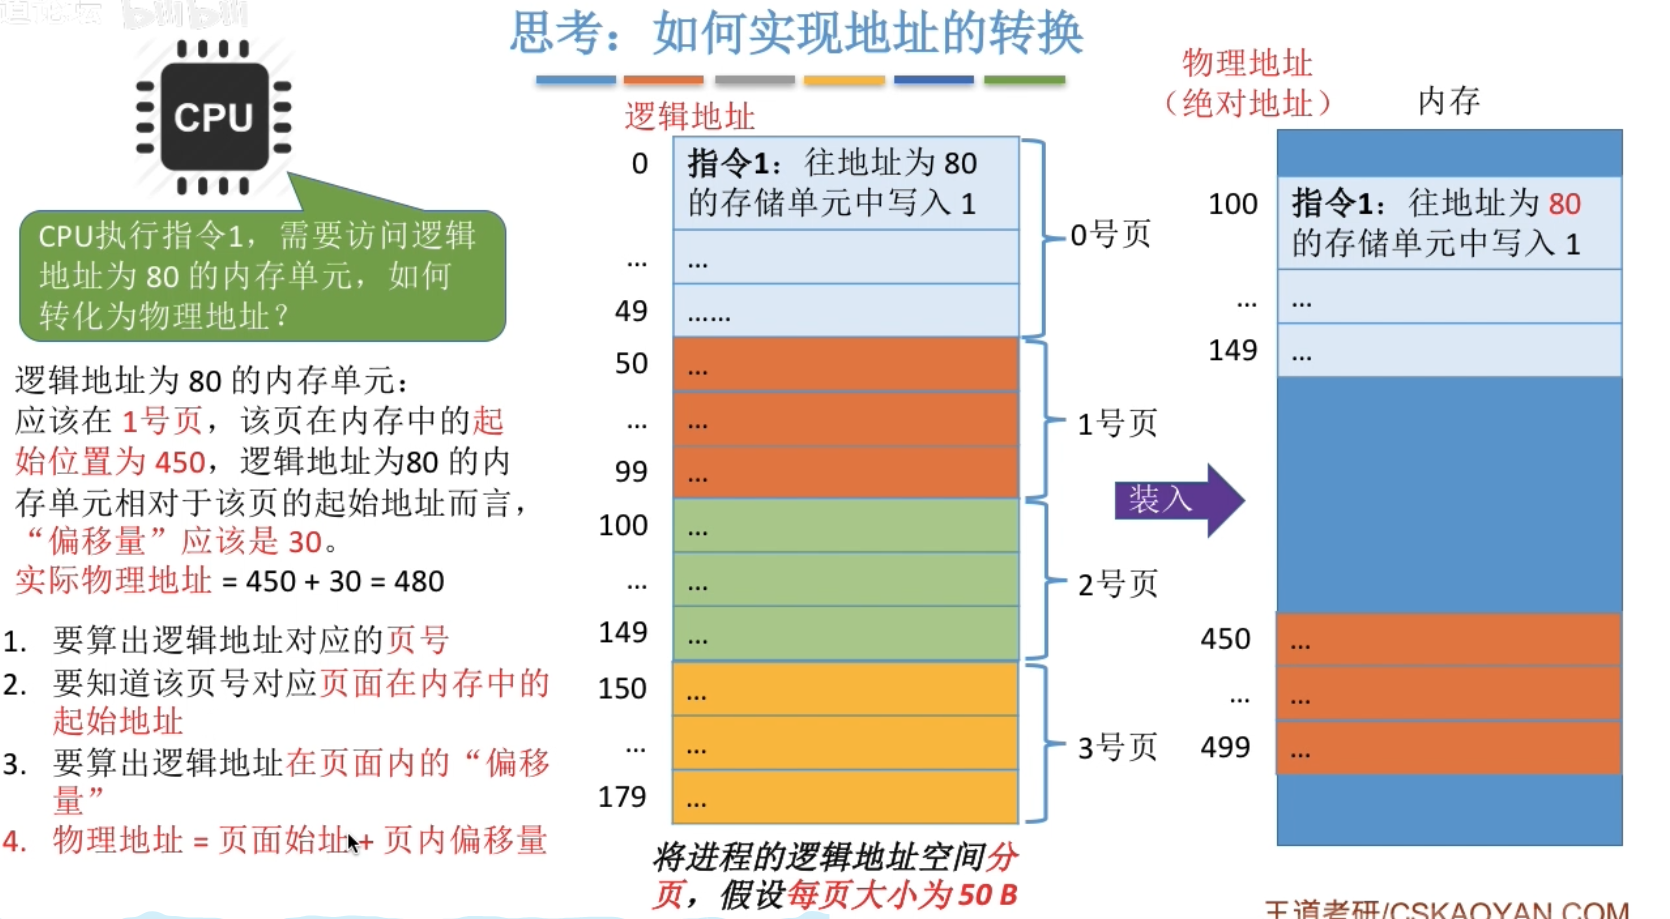 思考：如何实现地址的转换
CPU
CPU执行指令1，需要访问逻辑
地址为 80 的内存单元，如何
转化为物理地址？
逻辑地址为 80 的内存单元：
应该在 1号页，该页在内存中的起
始位置为 450，逻辑地址为80 的内
存单元相对于该页的起始地址而言，
“偏移量”应该是 30。
实际物理地址 = 450 + 30 = 480
1. 要算出逻辑地址对应的页号
2. 要知道该页号对应页面在内存中的
起始地址
3. 要算出逻辑地址在页面内的“偏移
量”
4. 物理地址 = 页面始址 + 页内偏移量
逻辑地址
0 指令1：往地址为 80
的存储单元中写入 1
... ...
49 ......
0号页
50 ...
... ...
99 ...
1号页
100 ...
... ...
149 ...
2号页
150 ...
... ...
179 ...
3号页
将进程的逻辑地址空间分
页，假设每页大小为 50 B
装入
物理地址
（绝对地址）
内存
100 指令1：往地址为 80
的存储单元中写入 1
... ...
149 ...
450 ...
... ...
499 ...
王道考研/CSKAOYAN.COM